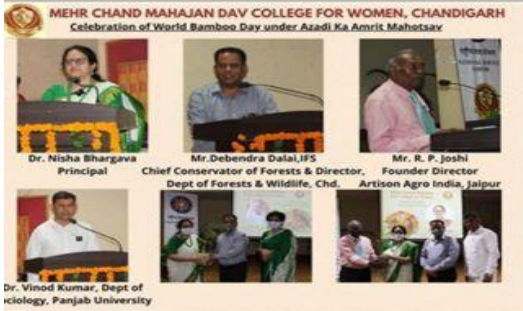 MEHR CHAND MAHAJAN DAV COLLEGE FOR WOMEN, CHANDIGARH
Celebration of World Bamboo Day under Azadi Ka Amrit Mahotsav
Dr. Nisha Bhargava
Principal
Mr.Debendra Dalai,IFS
Chief Conservator of Forests & Director,
Dept of Forests & Wildlife, Chd.
Mr. R. P. Joshi
Founder Director
Artison Agro India, Jaipur
Dr. Vinod Kumar, Dept of
ociology, Panjab University